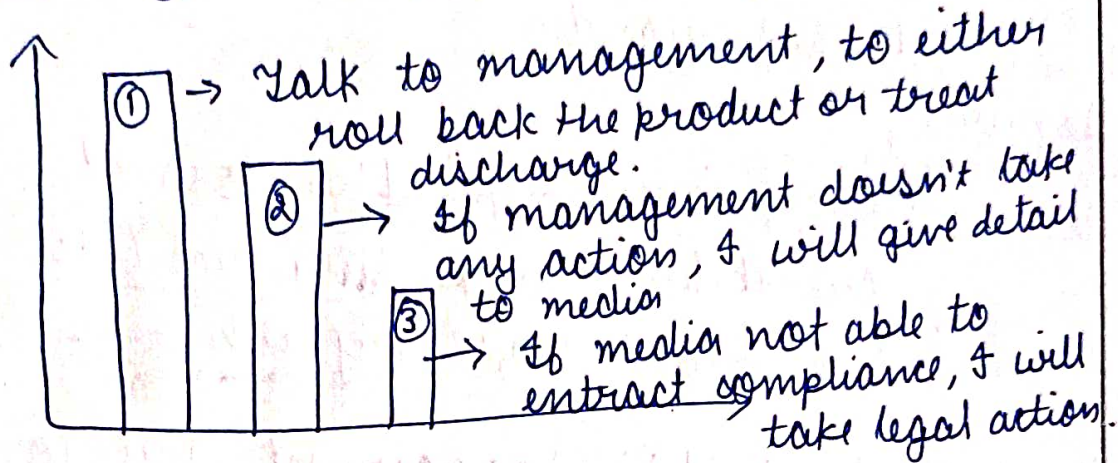 ① → Talk to management, to either
roll back the product or treat
discharge.
② → If management doesn't take
any action, I will give detail
to media
③ → If media not able to
entract compliance, I will
take legal action.